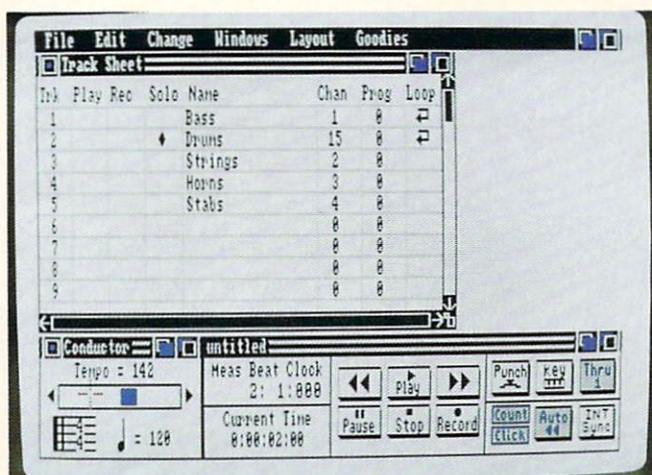 File Edit Change Windows Layout Goodies
Track Sheet
Trk Play Rec Solo Name Chan Prog Loop
1 Bass 1 0
2 Drums 15 0
3 Strings 2 0
4 Horns 3 0
5 Stabs 4 0
6 0 0
7 0 0
8 0 0
9 0 0
Conductor
Tempo = 142
4
4
= 120
untitled
Meas Beat Clock
2: 1:000
Current Time
0:00:02:00
Play
Pause Stop Record
Punch Key Thru
1
Count
Click
Auto
INT
Sync